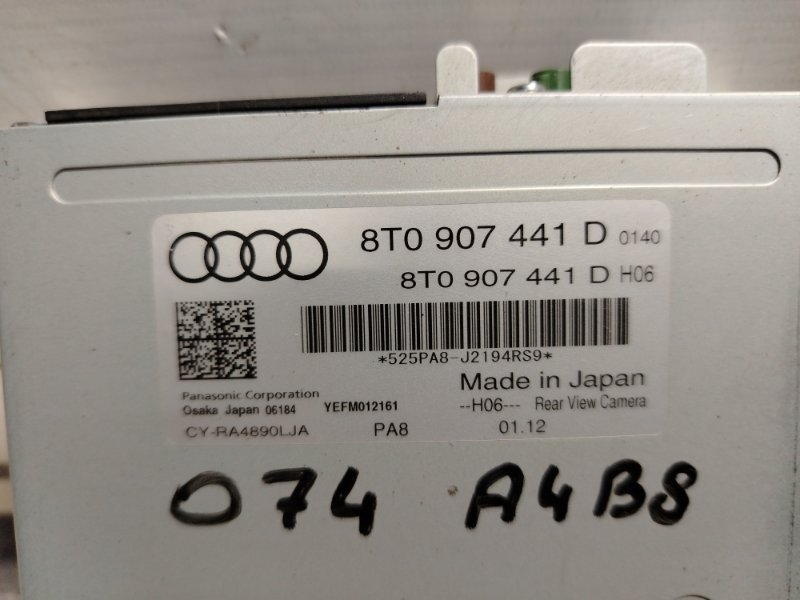 8T0 907 441 D 0140
8T0 907 441 D H06
*525PA8-J2194RS9*
Made in Japan
Panasonic Corporation
Osaka Japan 06184 YEFM012161 --H06--- Rear View Camera
CY-RA4890LJA PA8 01.12
074 A4B8